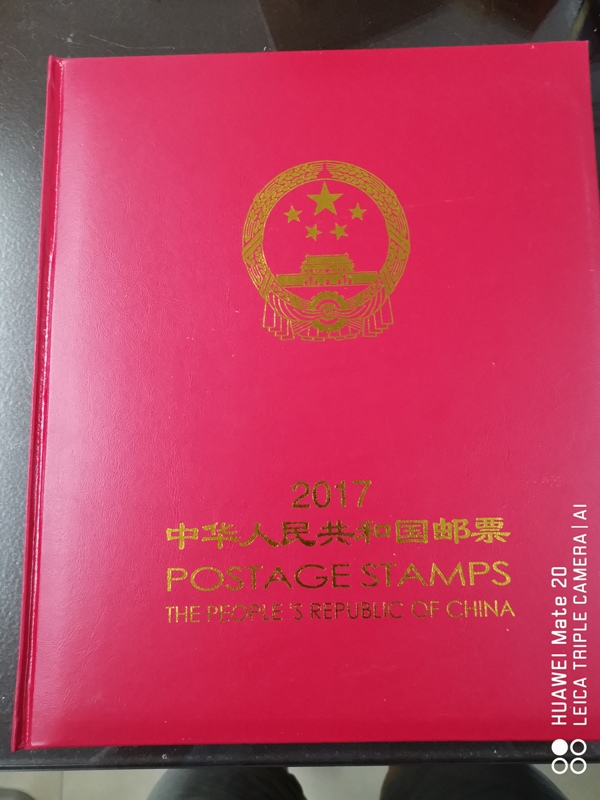 2017
中华人民共和国邮票
POSTAGE STAMPS
THE PEOPLE'S REPUBLIC OF CHINA
HUAWEI Mate 20
LEICA TRIPLE CAMERA | AI